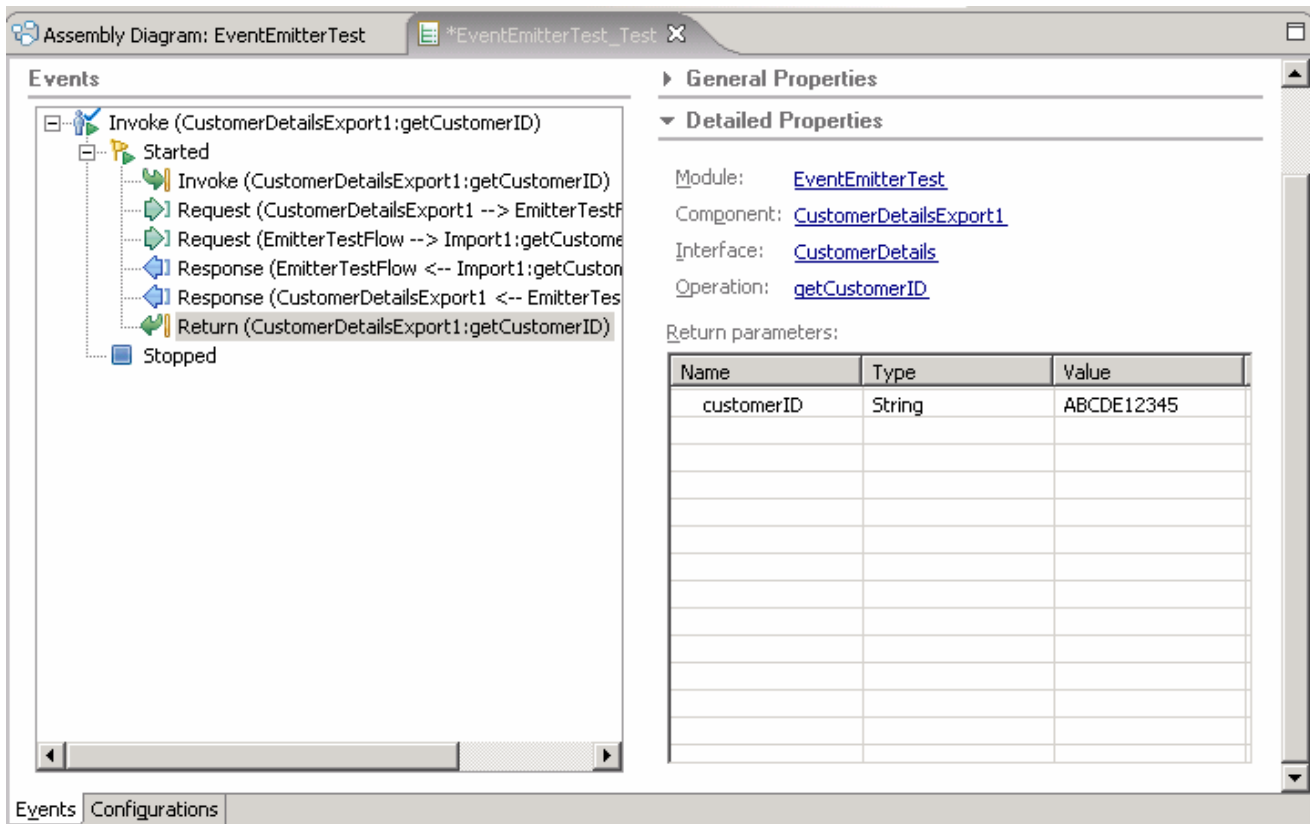 Assembly Diagram: EventEmitterTest
*EventEmitterTest_Test
Events
Invoke (CustomerDetailsExport1:getCustomerID)
Started
Invoke (CustomerDetailsExport1:getCustomerID)
Request (CustomerDetailsExport1 --> EmitterTestF
Request (EmitterTestFlow --> Import1:getCustome
Response (EmitterTestFlow <-- Import1:getCuston
Response (CustomerDetailsExport1 <-- EmitterTes
Return (CustomerDetailsExport1:getCustomerID)
Stopped
General Properties
Detailed Properties
Module: EventEmitterTest
Component: CustomerDetailsExport1
Interface: CustomerDetails
Operation: getCustomerID
Return parameters:
Name Type Value
customerID String ABCDE12345
Events Configurations